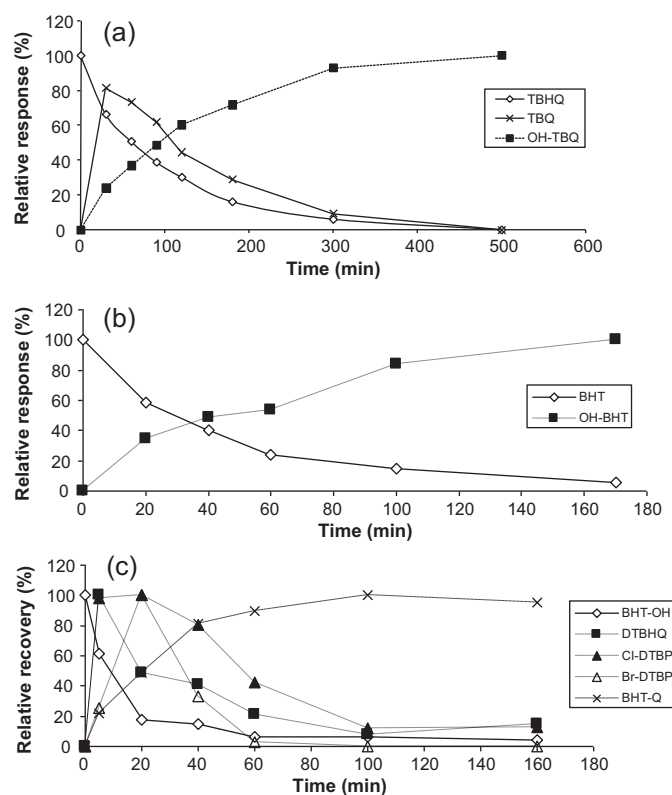 (a)
Relative response (%)
120
100
80
60
40
20
0
0 100 200 300 400 500 600
Time (min)
TBHQ
TBQ
OH-TBQ
(b)
Relative response (%)
120
100
80
60
40
20
0
0 20 40 60 80 100 120 140 160 180
Time (min)
BHT
OH-BHT
(c)
Relative recovery (%)
120
100
80
60
40
20
0
0 20 40 60 80 100 120 140 160 180
Time (min)
BHT-OH
DTBHQ
Cl-DTBP
Br-DTBP
BHT-Q